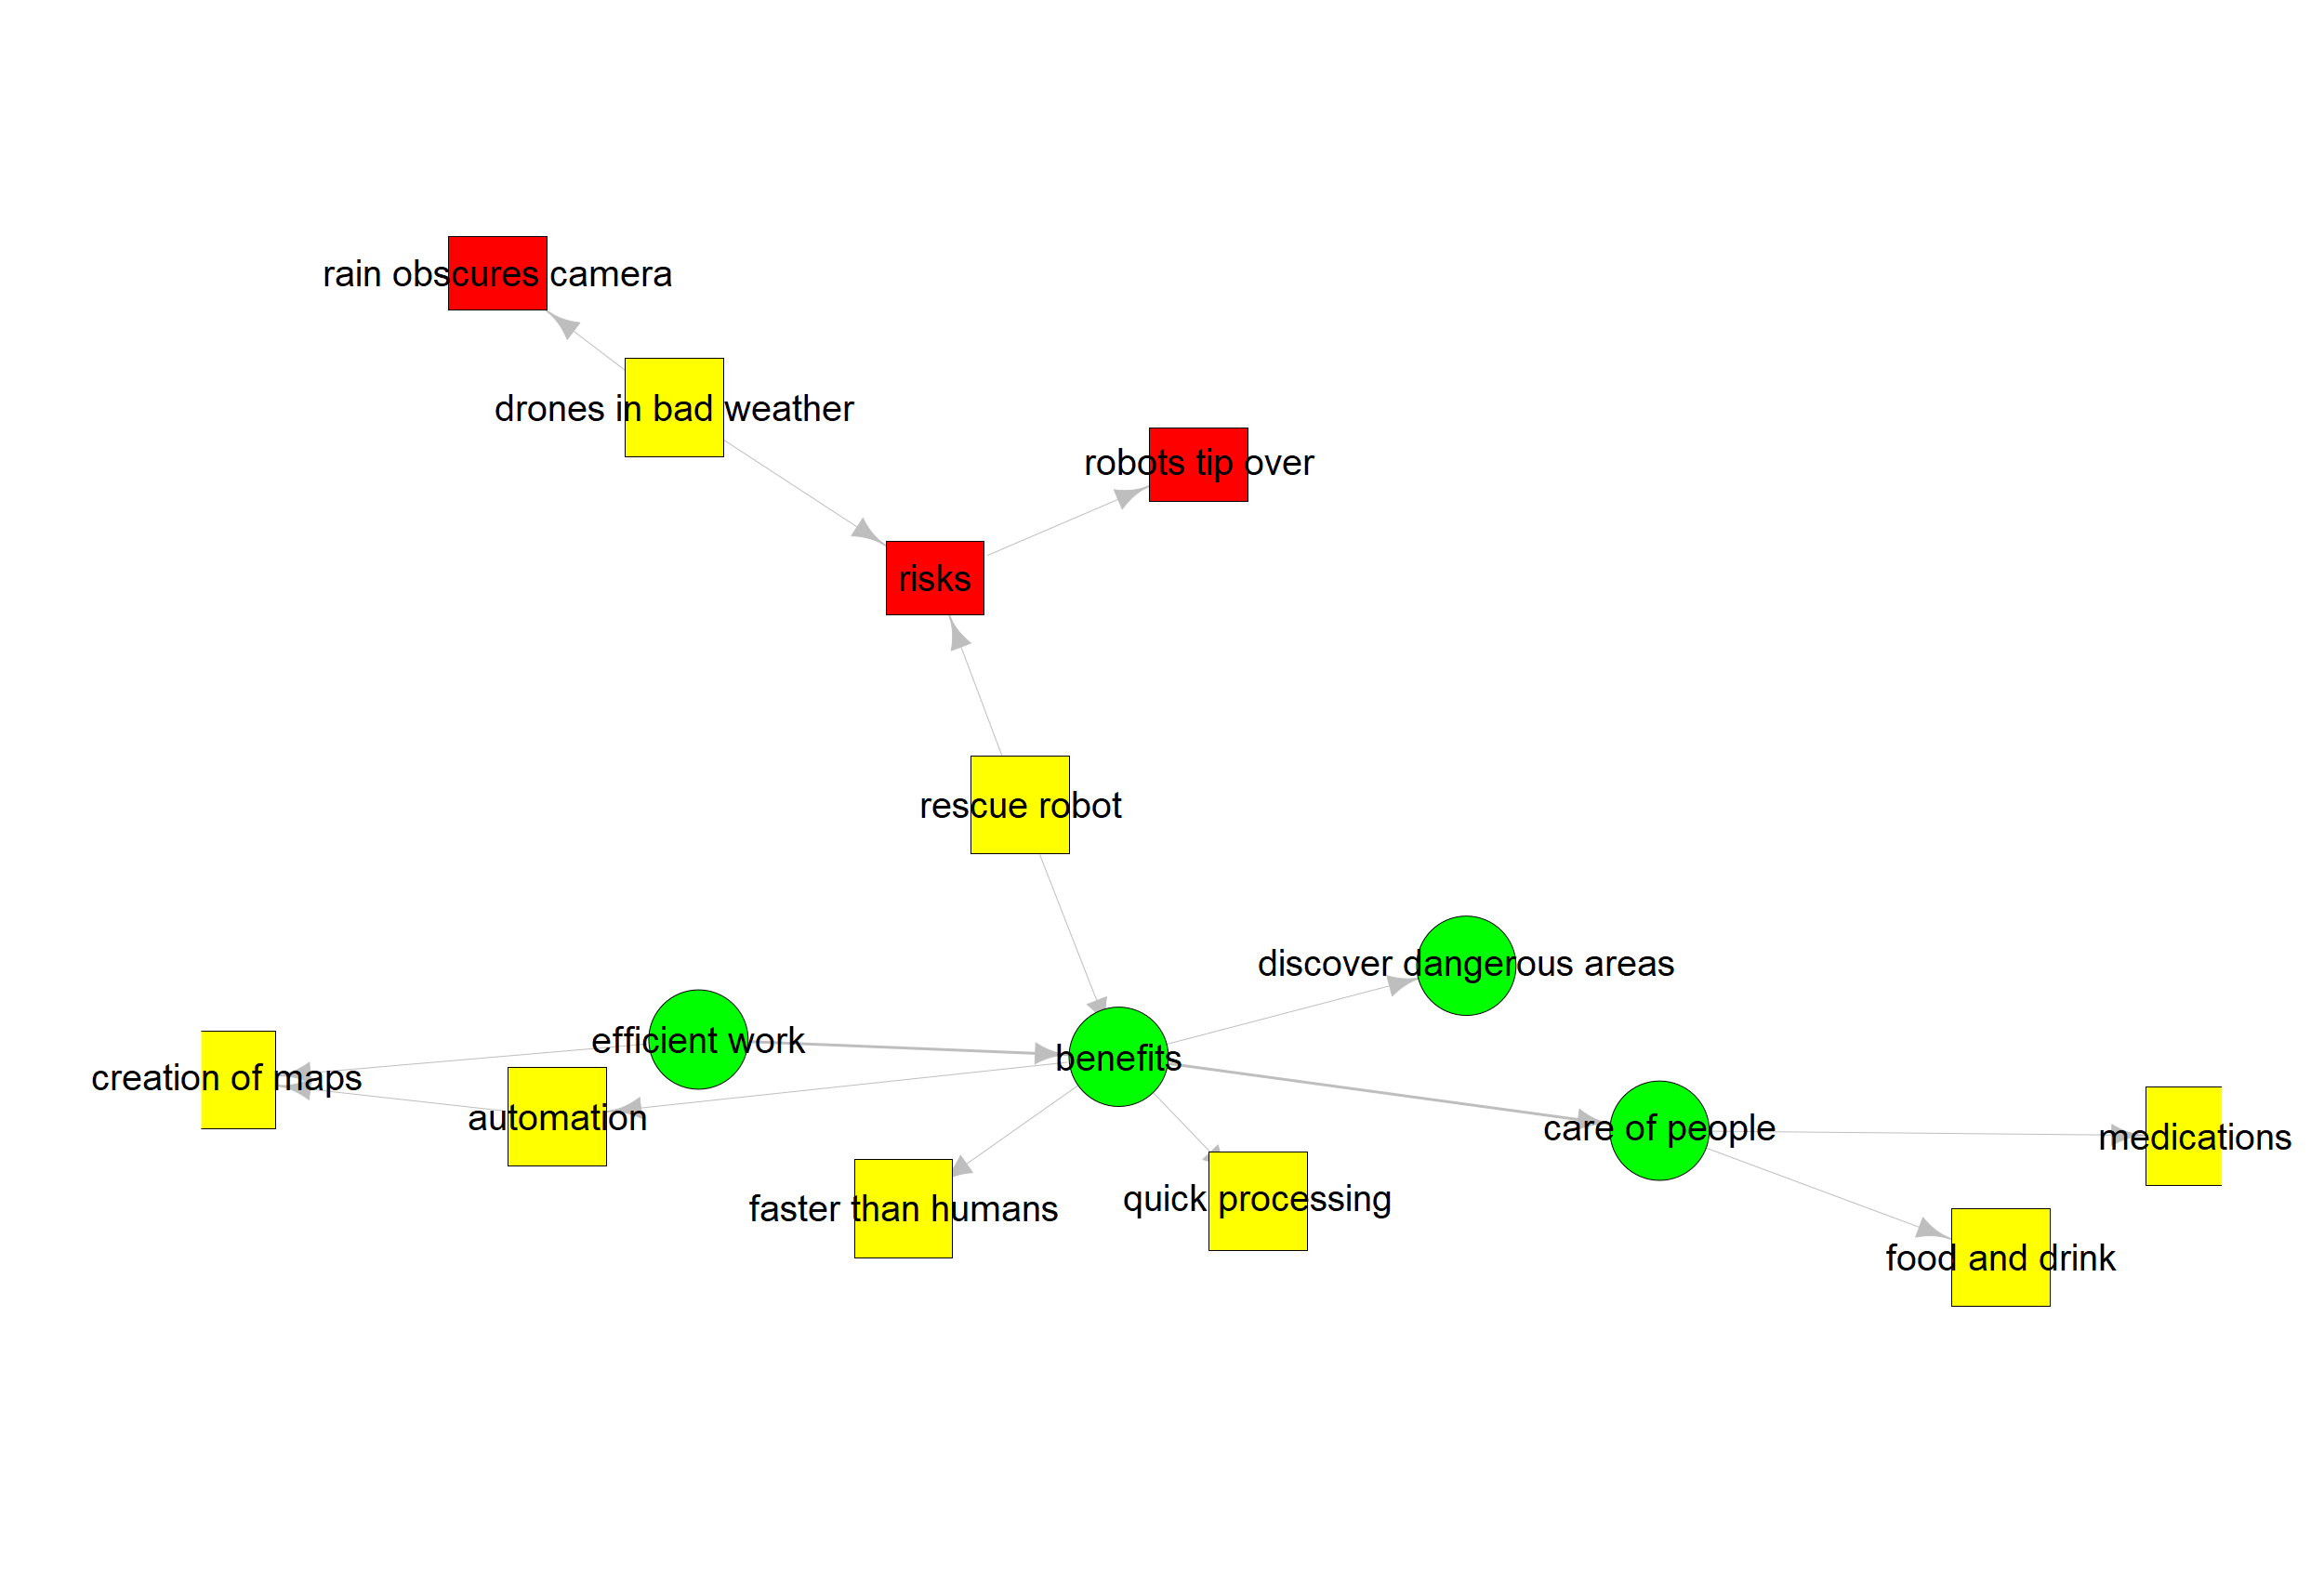 rain obscures camera
drones in bad weather
robots tip over
risks
rescue robot
discover dangerous areas
efficient work
benefits
creation of maps
automation
care of people
medications
faster than humans
quick processing
food and drink